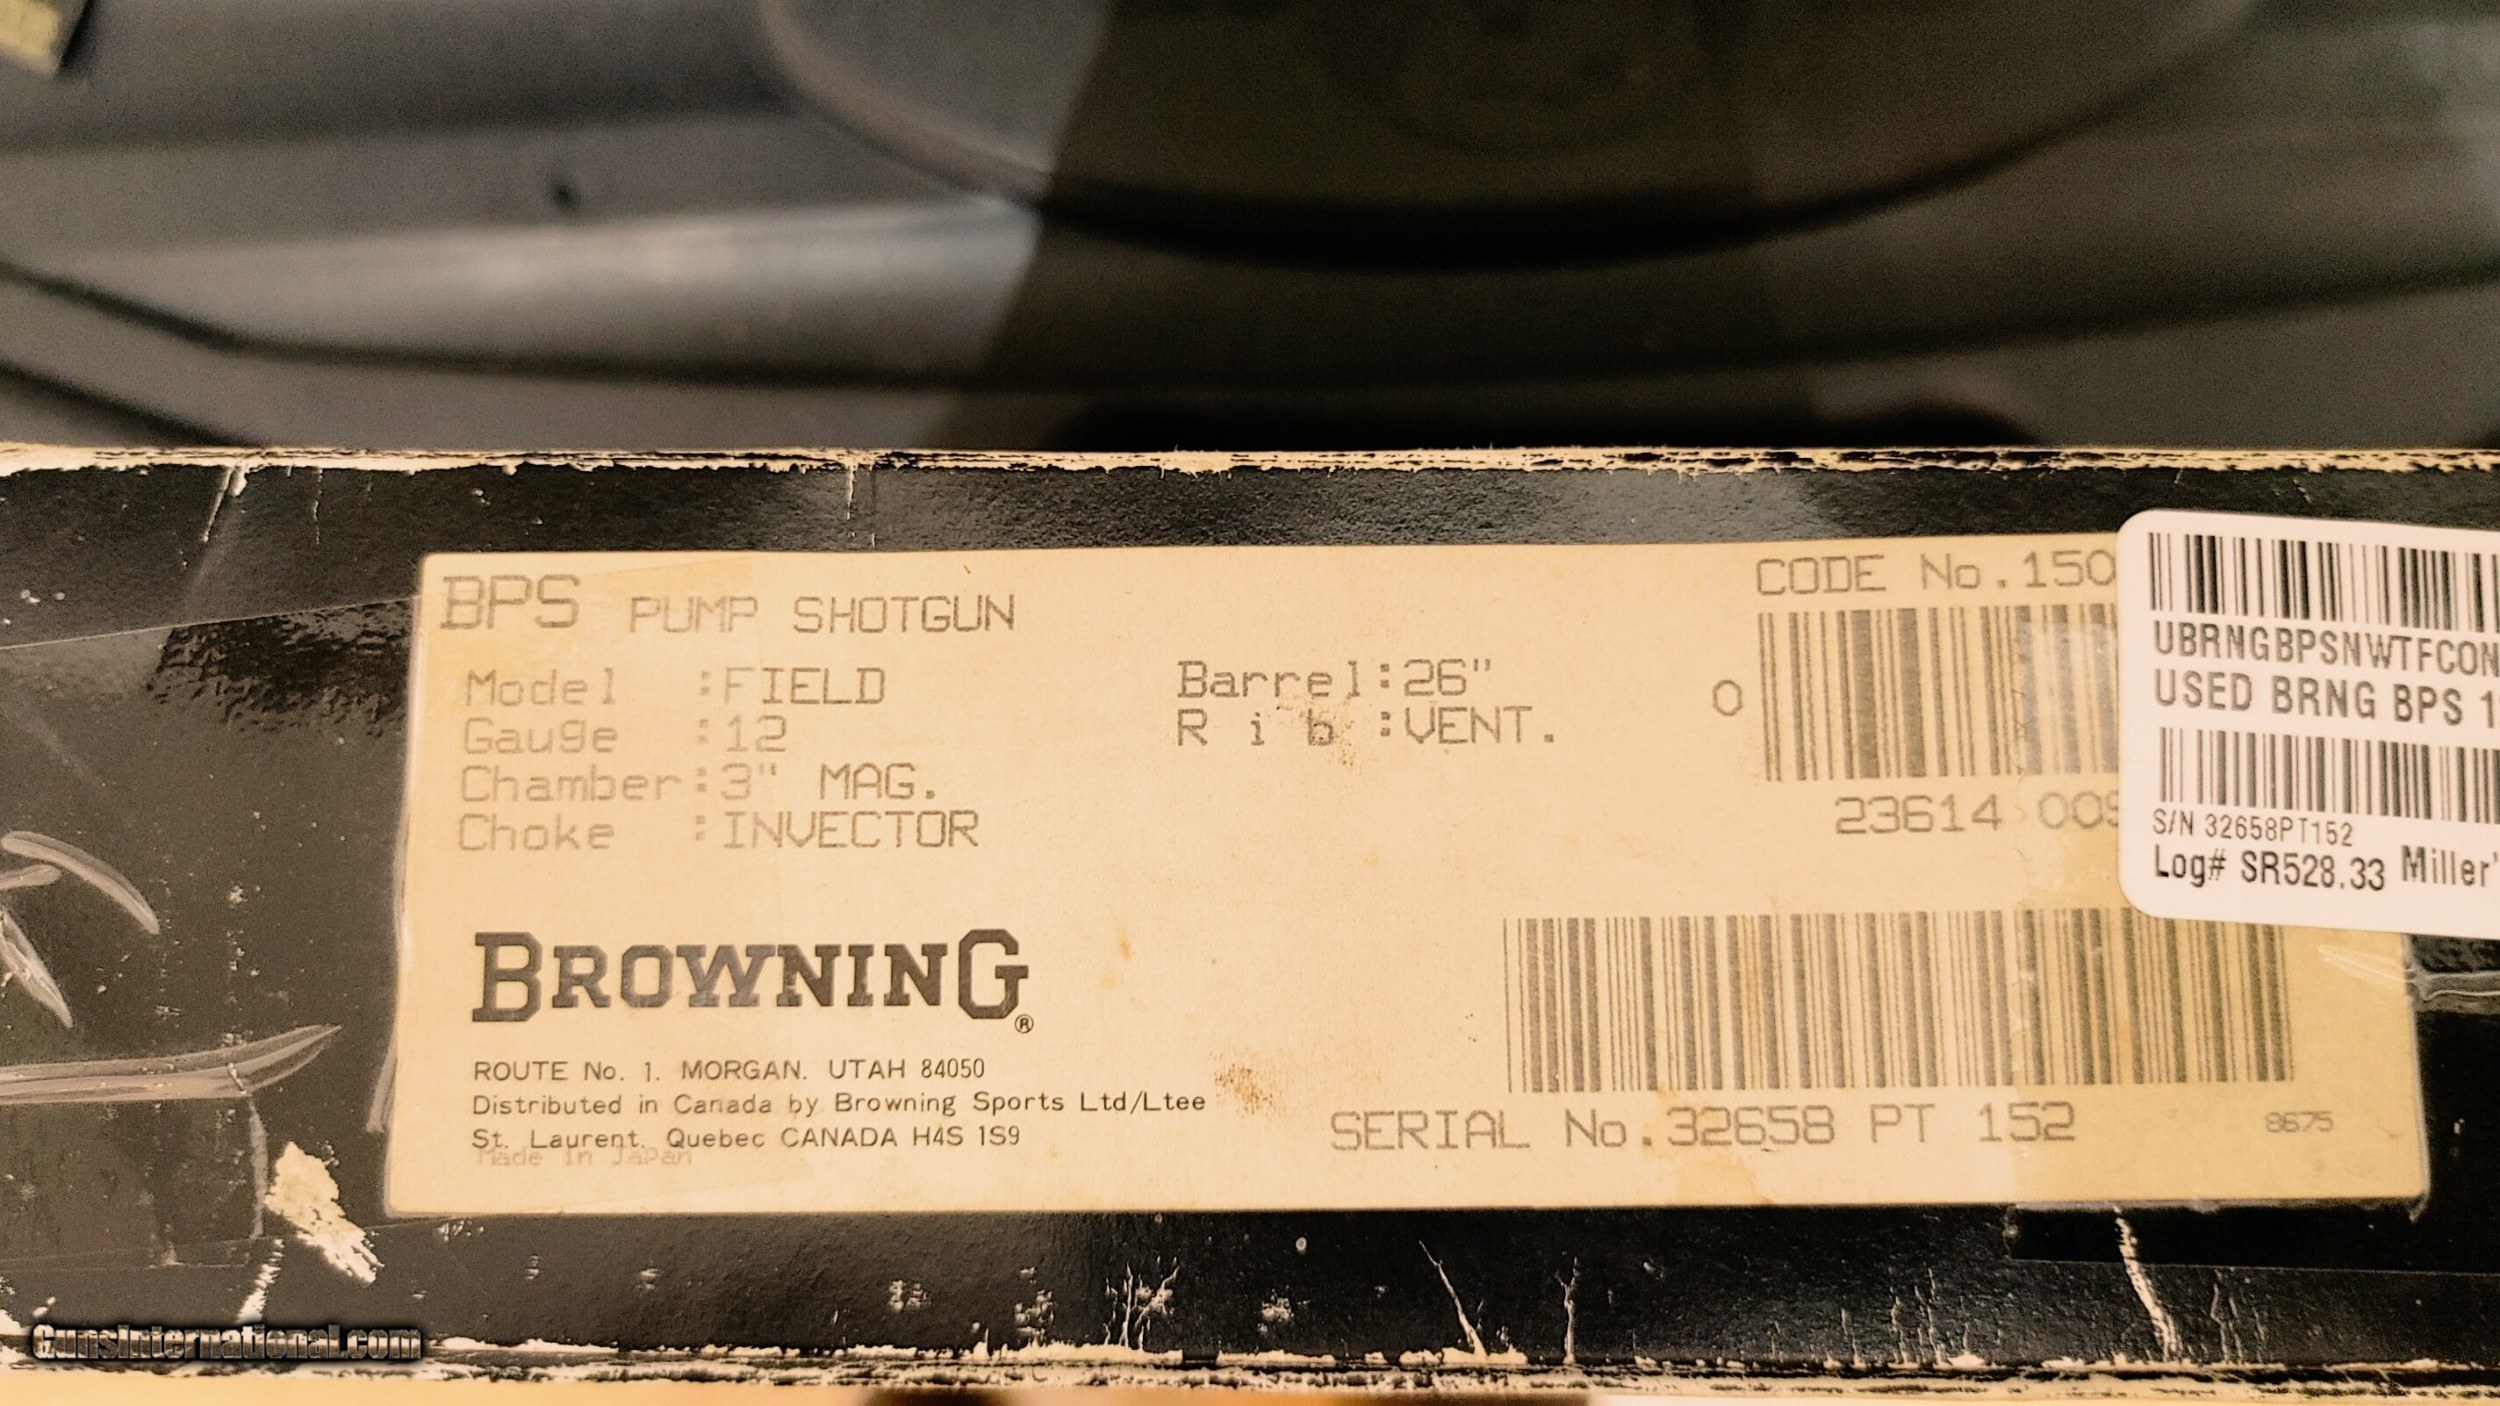 BPS PUMP SHOTGUN
Model :FIELD
Gauge :12
Chamber:3" MAG.
Choke :INVECTOR
Barrel:26"
Rib :VENT.
CODE No.150
0
23614 009
BROWNING®
ROUTE No. 1. MORGAN. UTAH 84050
Distributed in Canada by Browning Sports Ltd/Ltee
St. Laurent. Quebec CANADA H4S 1S9
Made in Japan
SERIAL No.32658 PT 152
8675
UBRNGBPSNWTFCON
USED BRNG BPS 1
S/N 32658PT152
Log# SR528.33 Miller'
GunsInternational.com